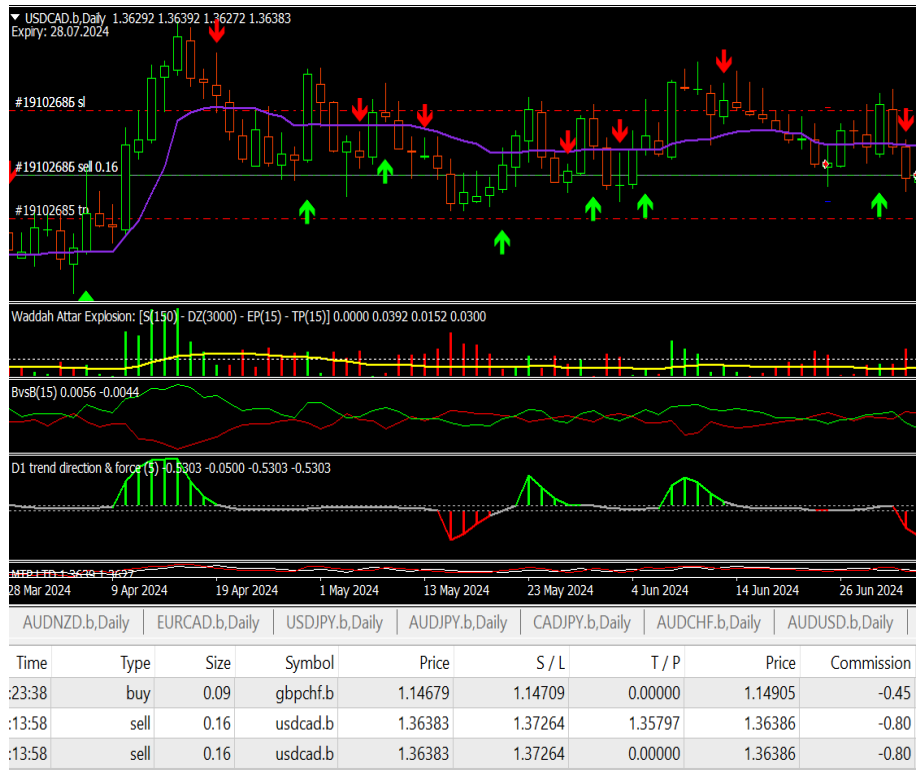 USDCAD.b,Daily 1.36292 1.36392 1.36272 1.36383
Expiry: 28.07.2024
#19102686 sl
#19102686 sell 0.16
#19102685 tp
Waddah Attar Explosion: [S(150) - DZ(3000) - EP(15) - TP(15)] 0.0000 0.0392 0.0152 0.0300
BvsB(15) 0.0056 -0.0044
D1 trend direction & force (5) -0.5303 -0.0500 -0.5303 -0.5303
MTP LTD 1.3639 1.3627
28 Mar 2024 9 Apr 2024 19 Apr 2024 1 May 2024 13 May 2024 23 May 2024 4 Jun 2024 14 Jun 2024 26 Jun 2024
AUDNZD.b,Daily EURCAD.b,Daily USDJPY.b,Daily AUDJPY.b,Daily CADJPY.b,Daily AUDCHF.b,Daily AUDUSD.b,Daily
Time Type Size Symbol Price S / L T / P Price Commission
:23:38 buy 0.09 gbpchf.b 1.14679 1.14709 0.00000 1.14905 -0.45
:13:58 sell 0.16 usdcad.b 1.36383 1.37264 1.35797 1.36386 -0.80
:13:58 sell 0.16 usdcad.b 1.36383 1.37264 0.00000 1.36386 -0.80